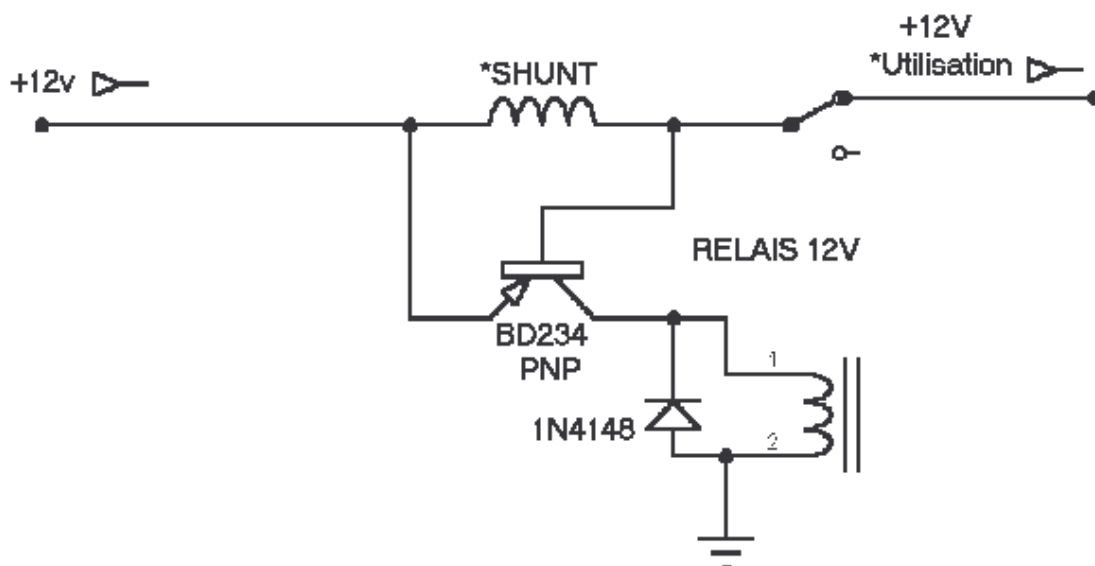 +12V
+12v
*SHUNT
*Utilisation
RELAIS 12V
BD234
PNP
1
1N4148
2